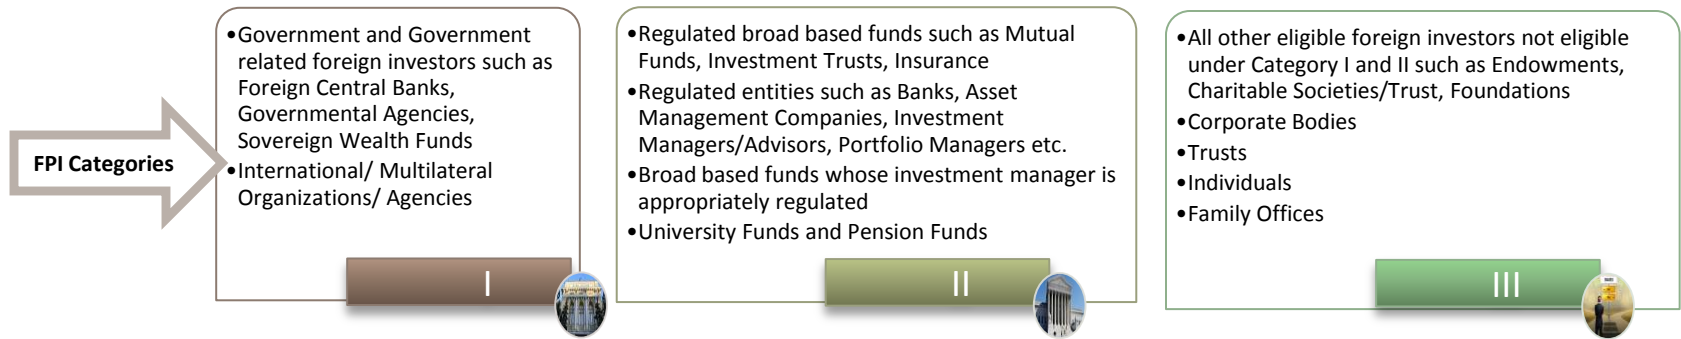 FPI Categories
•Government and Government
related foreign investors such as
Foreign Central Banks,
Governmental Agencies,
Sovereign Wealth Funds
•International/ Multilateral
Organizations/ Agencies
I
•Regulated broad based funds such as Mutual
Funds, Investment Trusts, Insurance
•Regulated entities such as Banks, Asset
Management Companies, Investment
Managers/Advisors, Portfolio Managers etc.
•Broad based funds whose investment manager is
appropriately regulated
•University Funds and Pension Funds
II
•All other eligible foreign investors not eligible
under Category I and II such as Endowments,
Charitable Societies/Trust, Foundations
•Corporate Bodies
•Trusts
•Individuals
•Family Offices
III